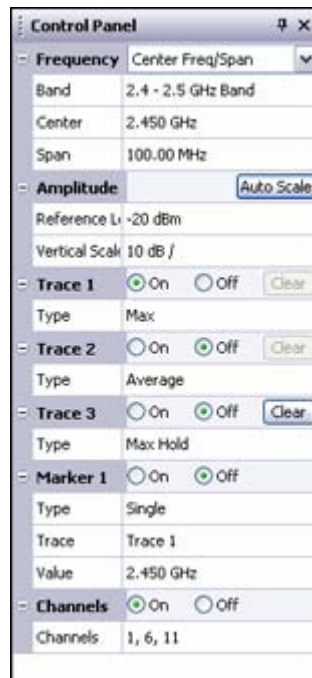 Control Panel
Frequency Center Freq/Span
Band 2.4 - 2.5 GHz Band
Center 2.450 GHz
Span 100.00 MHz
Amplitude Auto Scale
Reference L -20 dBm
Vertical Scale 10 dB /
Trace 1 On Off Clear
Type Max
Trace 2 On Off Clear
Type Average
Trace 3 On Off Clear
Type Max Hold
Marker 1 On Off
Type Single
Trace Trace 1
Value 2.450 GHz
Channels On Off
Channels 1, 6, 11